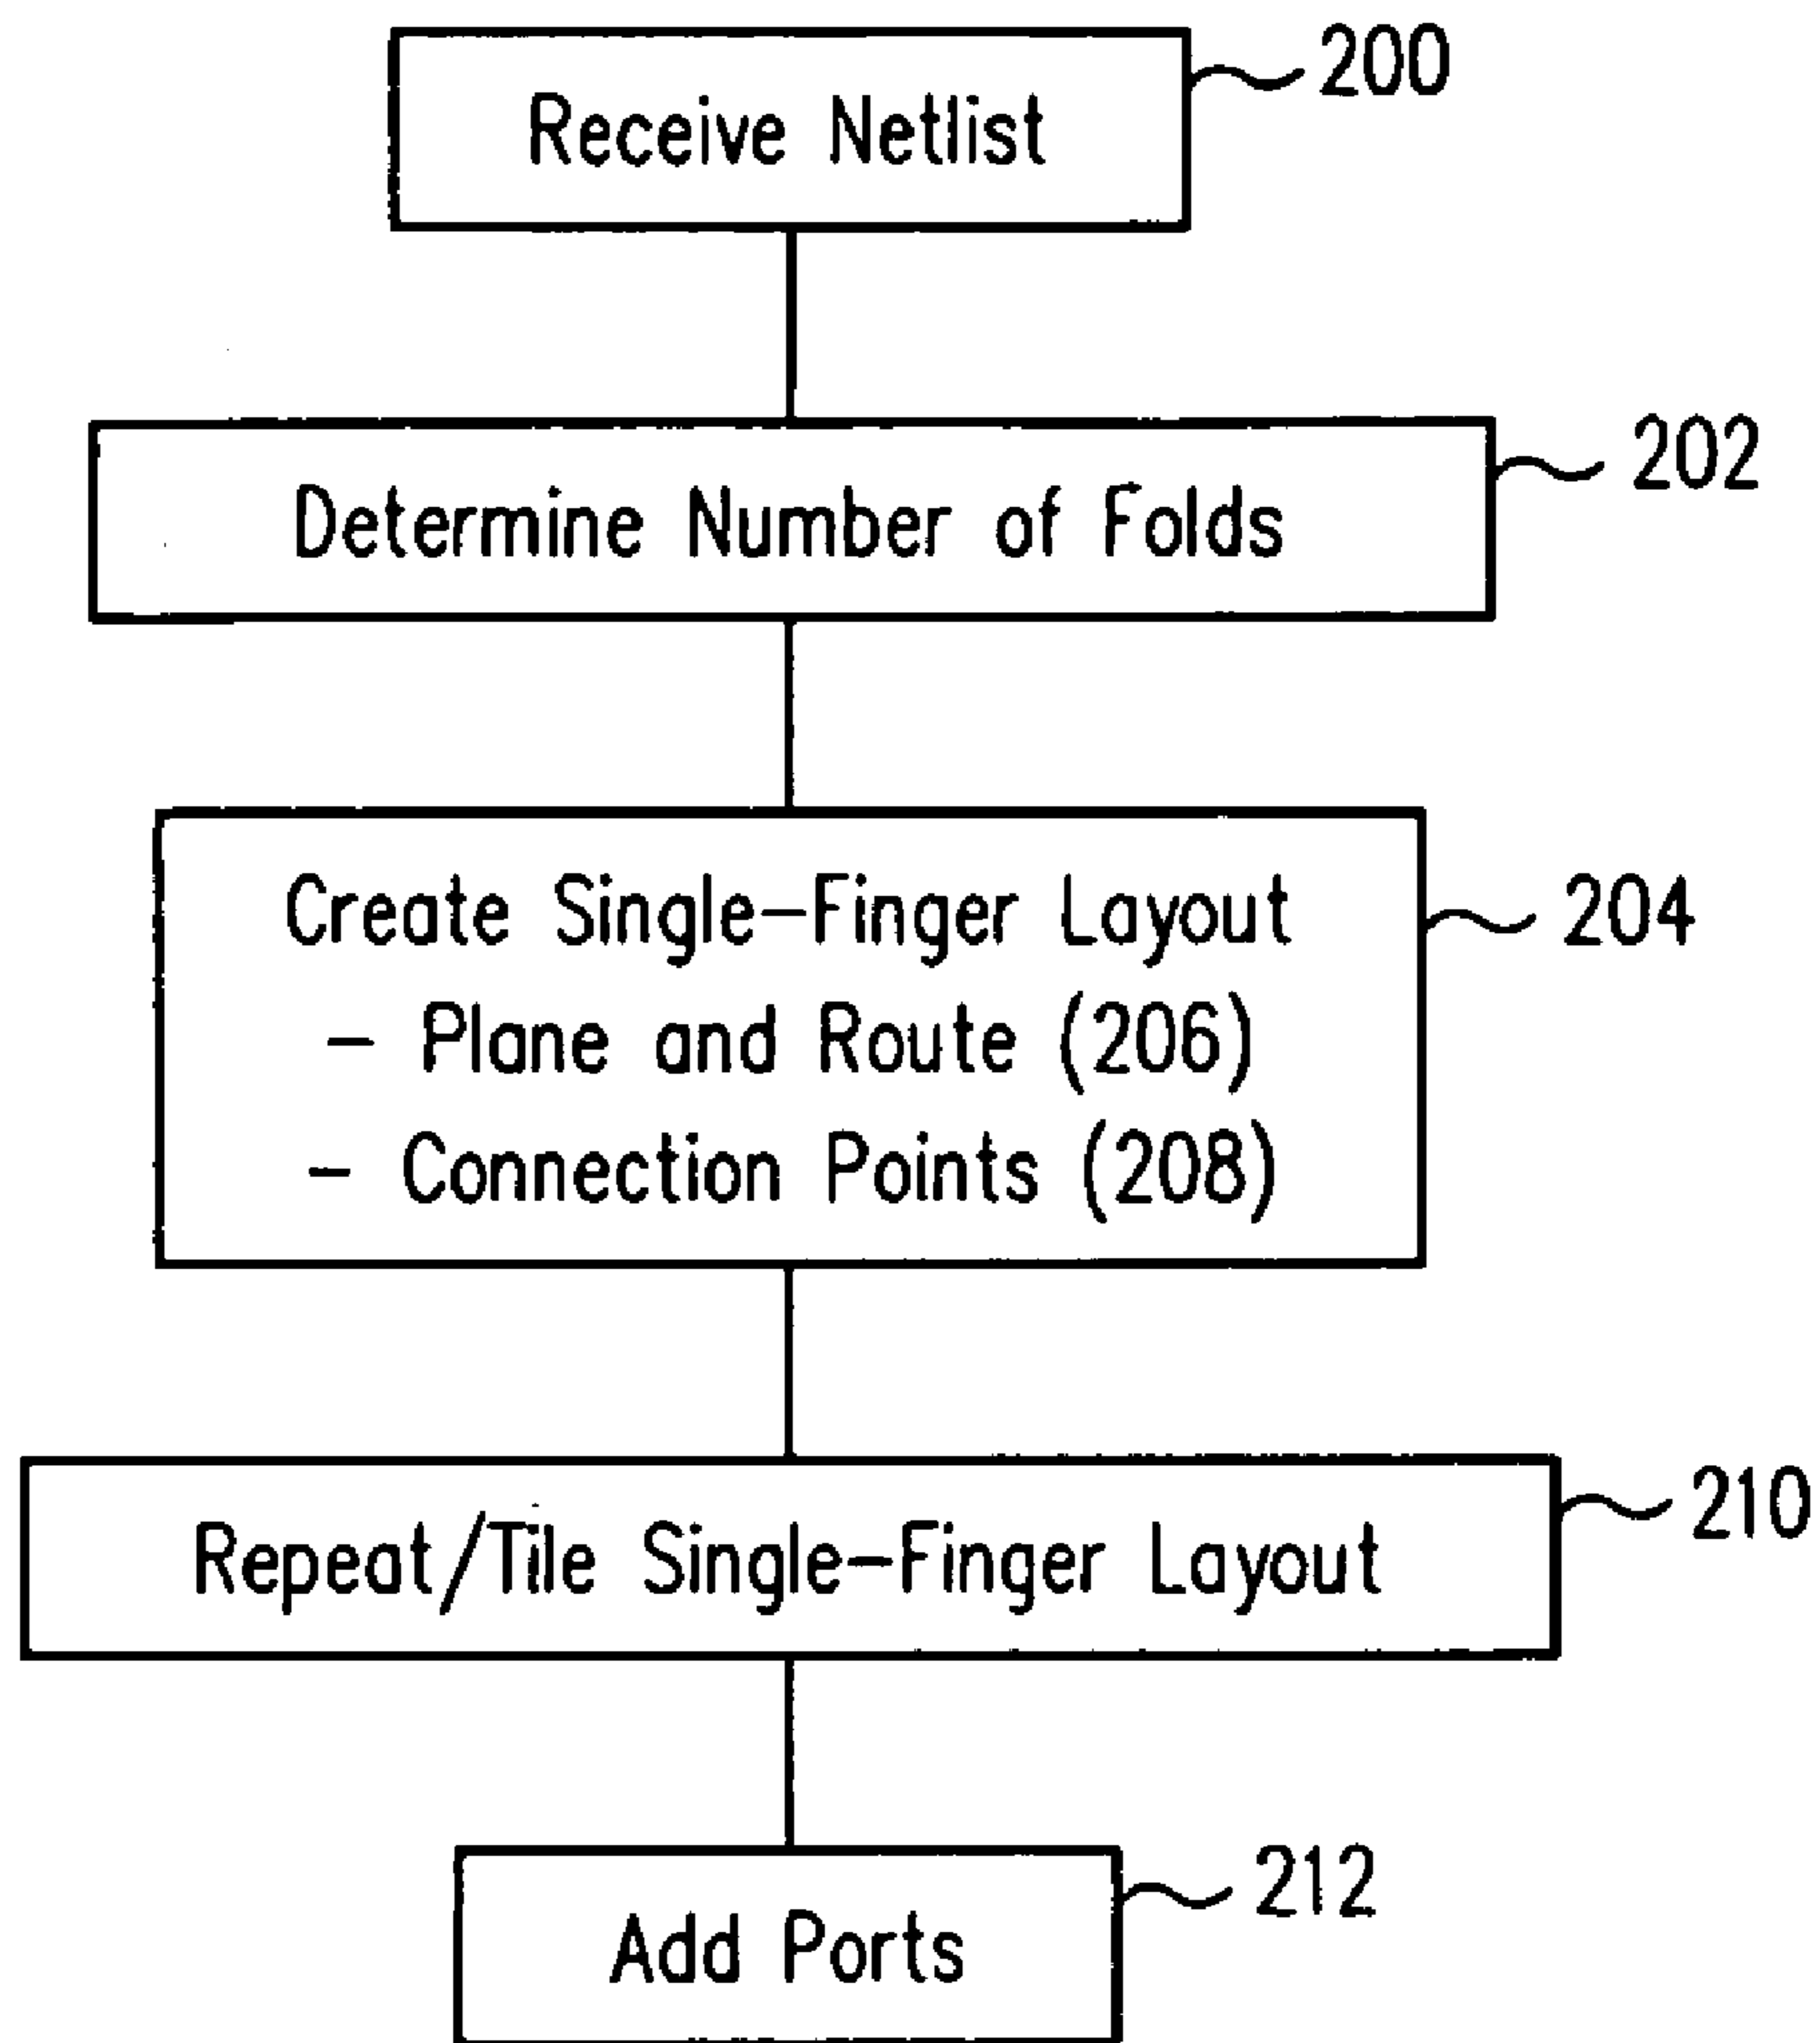 Receive Netlist
200
Determine Number of Folds
202
Create Single-Finger Layout
204
- Plane and Route (206)
- Connection Points (208)
Repeat/Tile Single-Finger Layout
210
Add Ports
212